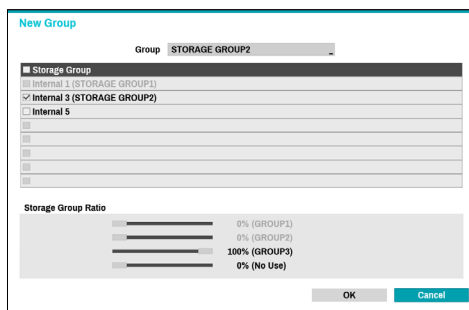 New Group
Group STORAGE GROUP2
Storage Group
Internal 1 (STORAGE GROUP1)
Internal 3 (STORAGE GROUP2)
Internal 5
Storage Group Ratio
0% (GROUP1)
0% (GROUP2)
100% (GROUP3)
0% (No Use)
OK Cancel